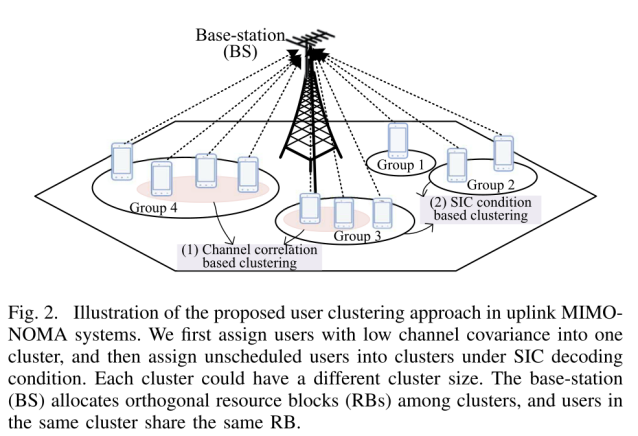 Base-station
(BS)
Group 1
Group 2
Group 4
(2) SIC condition
based clustering
Group 3
(1) Channel correlation
based clustering
Fig. 2. Illustration of the proposed user clustering approach in uplink MIMO-
NOMA systems. We first assign users with low channel covariance into one
cluster, and then assign unscheduled users into clusters under SIC decoding
condition. Each cluster could have a different cluster size. The base-station
(BS) allocates orthogonal resource blocks (RBs) among clusters, and users in
the same cluster share the same RB.